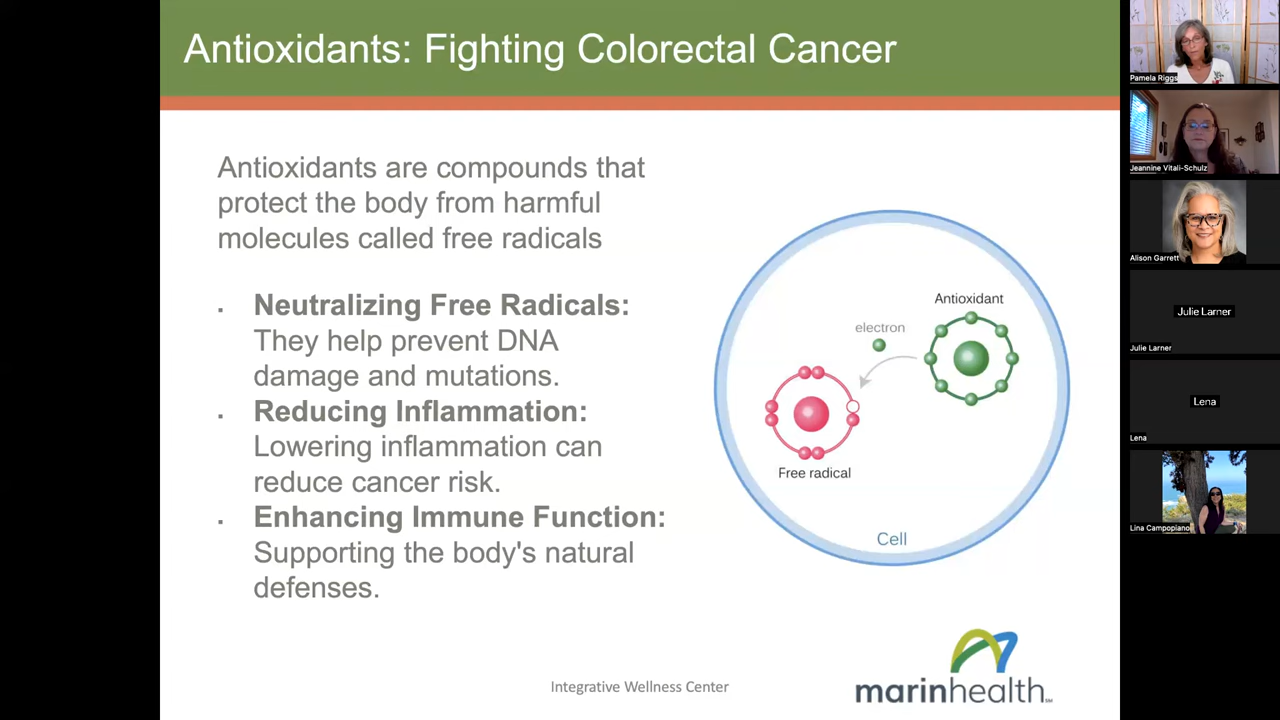 Antioxidants: Fighting Colorectal Cancer
Antioxidants are compounds that
protect the body from harmful
molecules called free radicals
▪ Neutralizing Free Radicals:
They help prevent DNA
damage and mutations.
▪ Reducing Inflammation:
Lowering inflammation can
reduce cancer risk.
▪ Enhancing Immune Function:
Supporting the body's natural
defenses.
Antioxidant
electron
Free radical
Cell
Integrative Wellness Center
marinhealth℠
Pamela Riggs
Jeannine Vitali-Schulz
Alison Garrett
Julie Larner
Julie Larner
Lena
Lena
Lina Campopiano